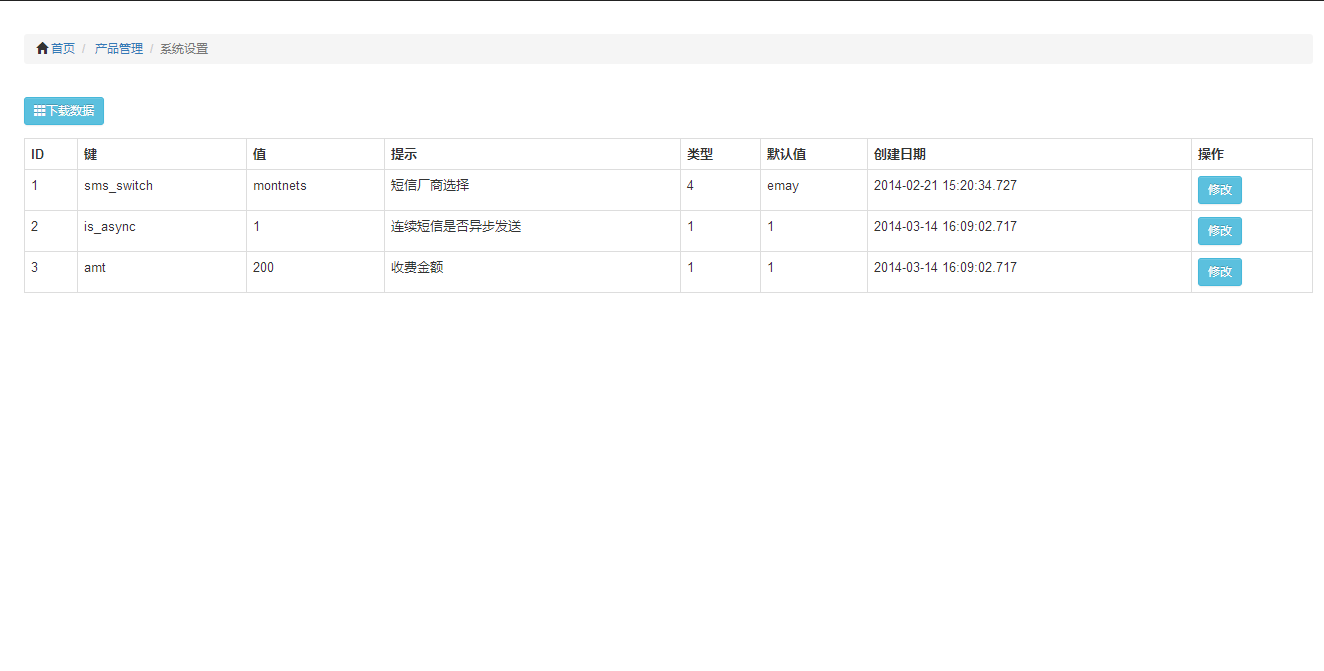 首页 / 产品管理 / 系统设置
下载数据
ID 键 值 提示 类型 默认值 创建日期 操作
1 sms_switch montnets 短信厂商选择 4 emay 2014-02-21 15:20:34.727 修改
2 is_async 1 连续短信是否异步发送 1 1 2014-03-14 16:09:02.717 修改
3 amt 200 收费金额 1 1 2014-03-14 16:09:02.717 修改